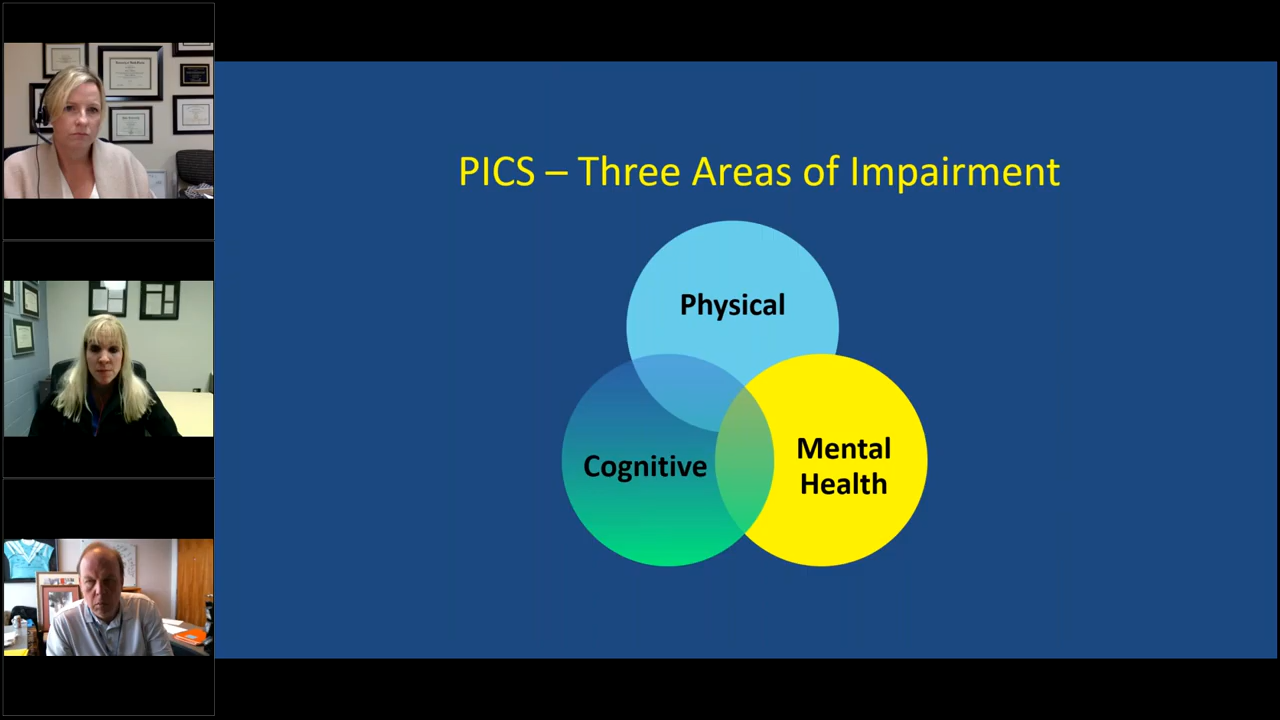 PICS – Three Areas of Impairment
Physical
Cognitive
Mental
Health